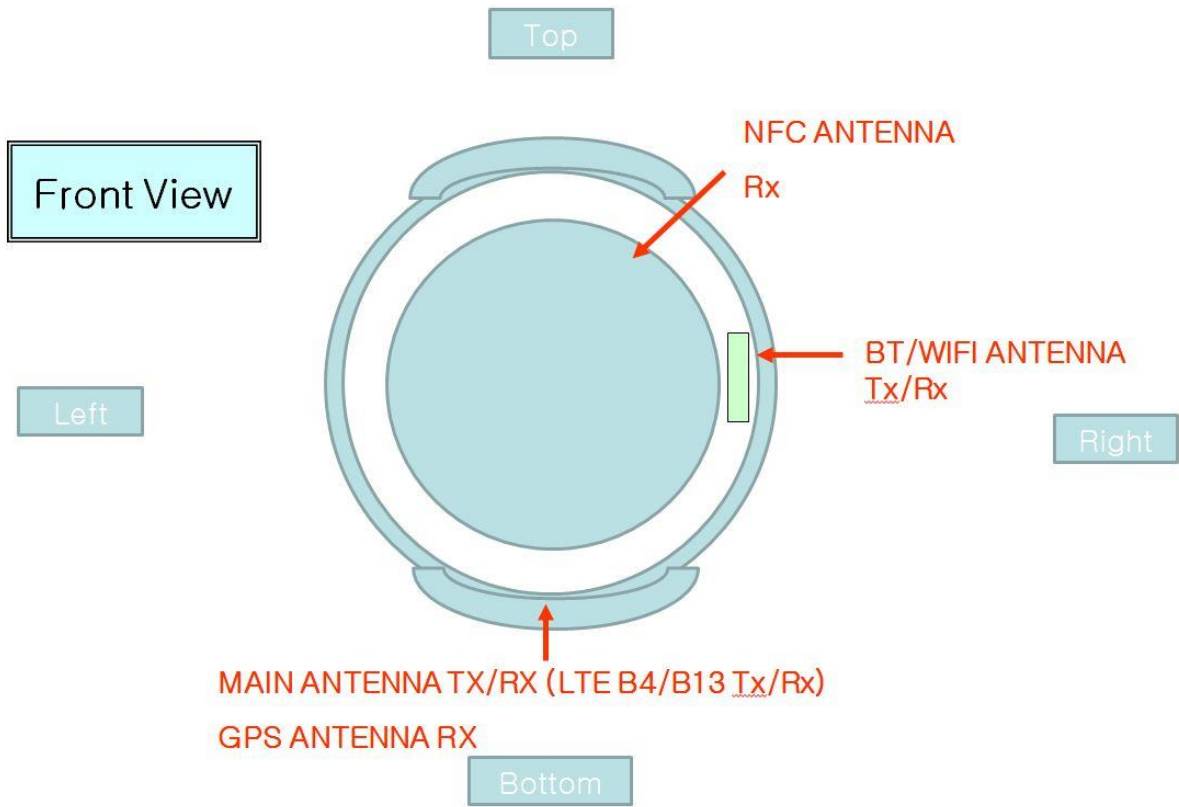 Top
NFC ANTENNA
Rx
Front View
BT/WIFI ANTENNA
Tx/Rx
Left
Right
MAIN ANTENNA TX/RX (LTE B4/B13 Tx/Rx)
GPS ANTENNA RX
Bottom